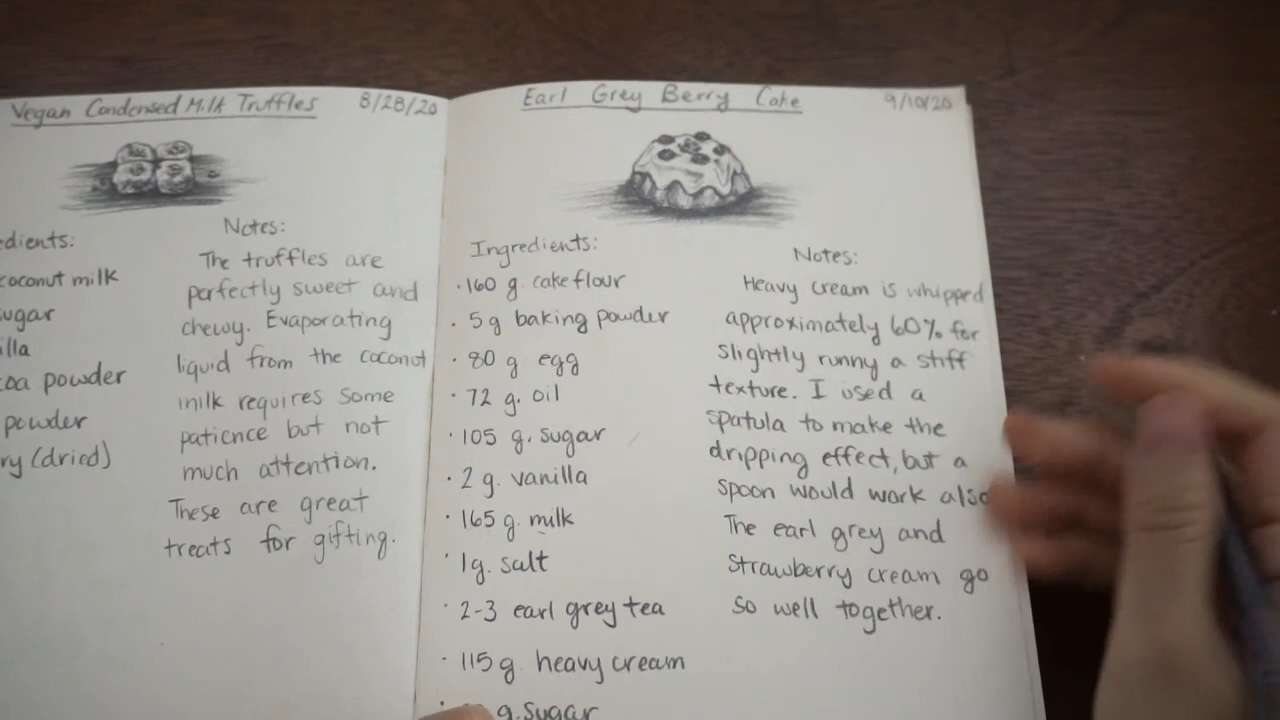 Vegan Condensed Milk Truffles 8/28/20
edients:
coconut milk
sugar
illa
coa powder
powder
ry (dried)
Notes:
The truffles are
perfectly sweet and
chewy. Evaporating
liquid from the coconut
milk requires some
patience but not
much attention.
These are great
treats for gifting.
Earl Grey Berry Cake 9/10/20
Ingredients:
· 160 g. cake flour
· 5g baking powder
· 80 g egg
· 72 g. oil
· 105 g. sugar
· 2 g. vanilla
· 165 g. milk
· 1g. salt
· 2-3 earl grey tea
· 115 g. heavy cream
g. sugar
Notes:
Heavy cream is whipped
approximately 60% for
slightly runny a stiff
texture. I used a
spatula to make the
dripping effect, but a
spoon would work also
The earl grey and
strawberry cream go
so well together.